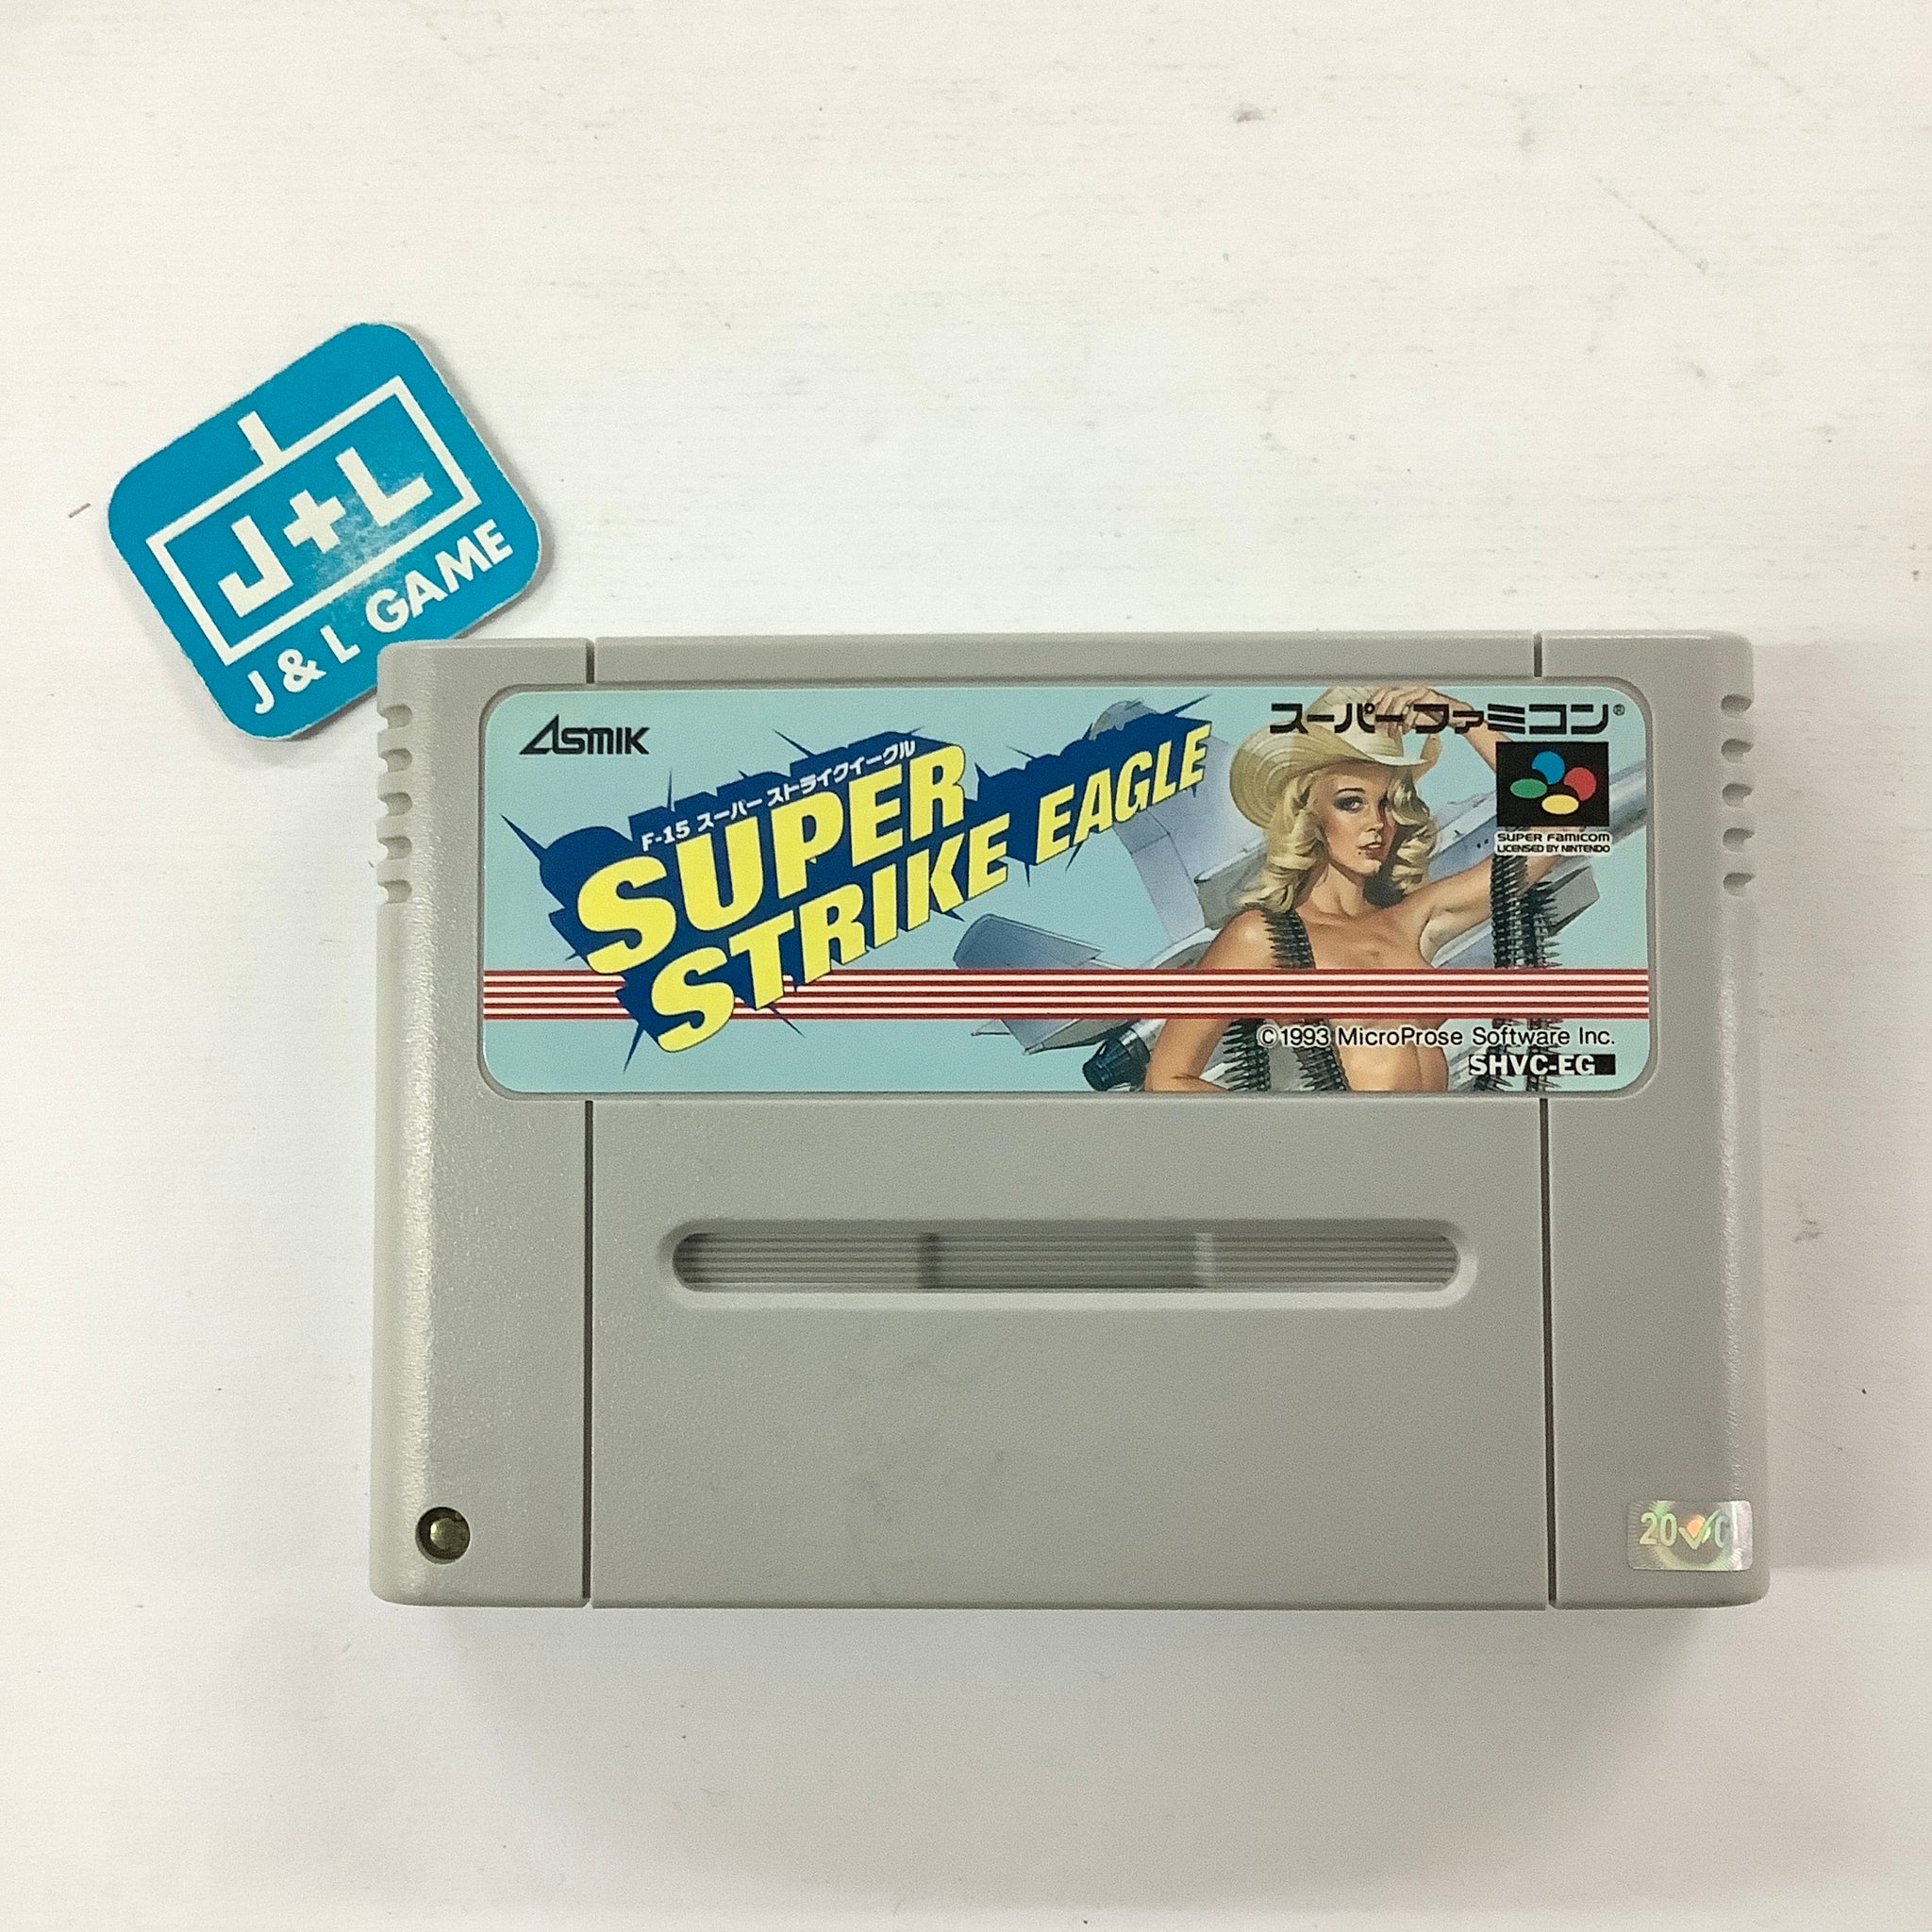 J+L
J & L GAME
ASMIK
F-15 スーパー ストライクイーグル
SUPER
STRIKE EAGLE
スーパーファミコン®
SUPER FAMICOM
LICENSED BY NINTENDO
©1993 MicroProse Software Inc.
SHVC-EG